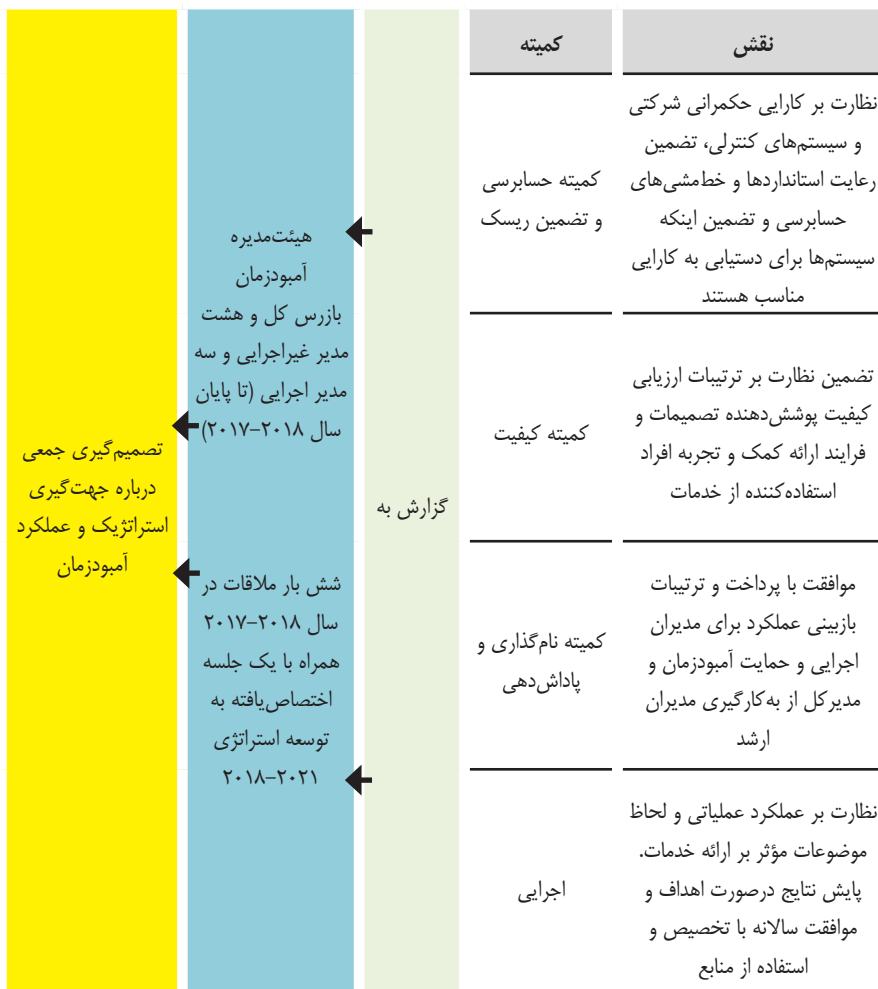 نقش
نظارت بر کارایی حکمرانی شرکتی
و سیستم‌های کنترلی، تضمین
رعایت استانداردها و خط‌مشی‌های
حسابرسی و تضمین اینکه
سیستم‌ها برای دستیابی به کارایی
مناسب هستند
تضمین نظارت بر ترتیبات ارزیابی
کیفیت پوشش‌دهنده تصمیمات و
فرایند ارائه کمک و تجربه افراد
استفاده‌کننده از خدمات
موافقت با پرداخت و ترتیبات
بازبینی عملکرد برای مدیران
اجرایی و حمایت آمبودزمان و
مدیرکل از به‌کارگیری مدیران
ارشد
نظارت بر عملکرد عملیاتی و لحاظ
موضوعات مؤثر بر ارائه خدمات.
پایش نتایج درصورت اهداف و
موافقت سالانه با تخصیص و
استفاده از منابع
کمیته
کمیته حسابرسی
و تضمین ریسک
کمیته کیفیت
کمیته نام‌گذاری و
پاداش‌دهی
اجرایی
گزارش به
هیئت‌مدیره
آمبودزمان
بازرس کل و هشت
مدیر غیراجرایی و سه
مدیر اجرایی (تا پایان
سال ۲۰۱۸–۲۰۱۷)
شش بار ملاقات در
سال ۲۰۱۸–۲۰۱۷
همراه با یک جلسه
اختصاص‌یافته به
توسعه استراتژی
۲۰۲۱–۲۰۱۸
تصمیم‌گیری جمعی
درباره جهت‌گیری
استراتژیک و عملکرد
آمبودزمان